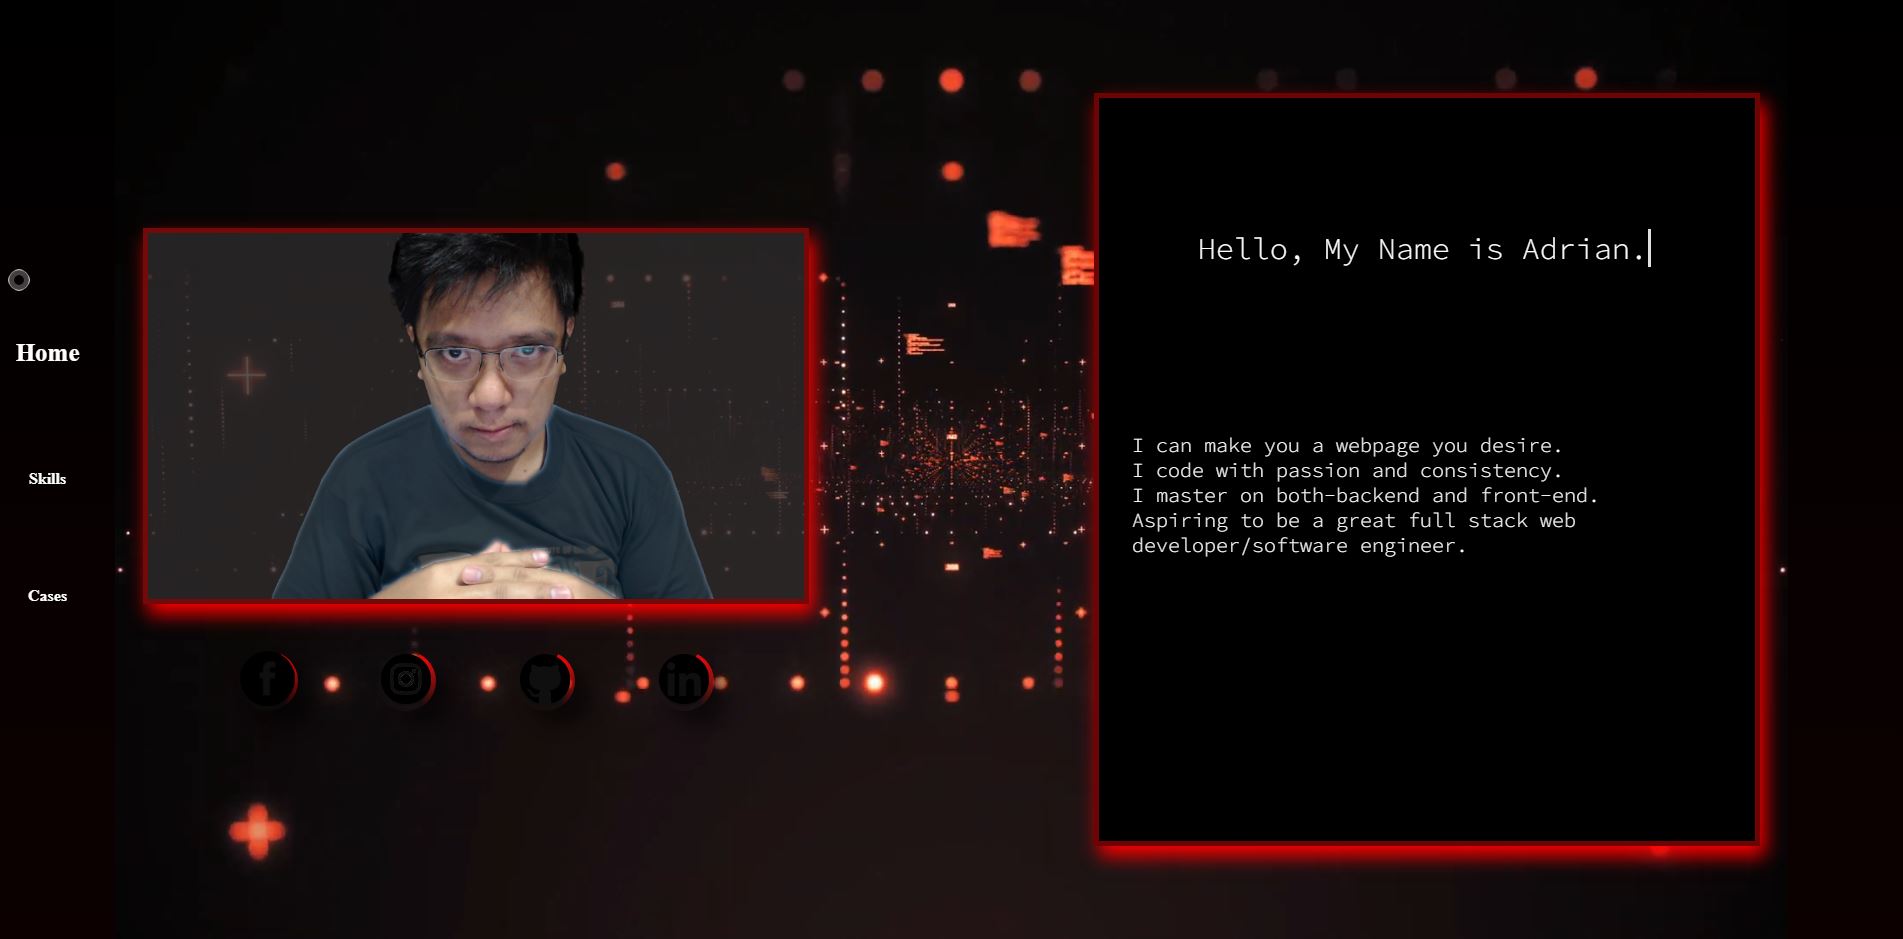 Home
Skills
Cases
Hello, My Name is Adrian.
I can make you a webpage you desire.
I code with passion and consistency.
I master on both-backend and front-end.
Aspiring to be a great full stack web
developer/software engineer.